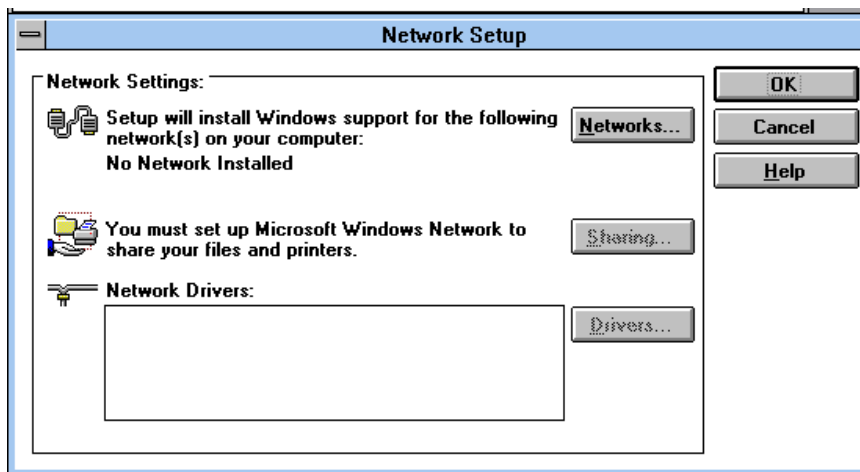 Network Setup
Network Settings:
Setup will install Windows support for the following
network(s) on your computer:
No Network Installed
Networks...
You must set up Microsoft Windows Network to
share your files and printers.
Sharing...
Network Drivers:
Drivers...
OK
Cancel
Help